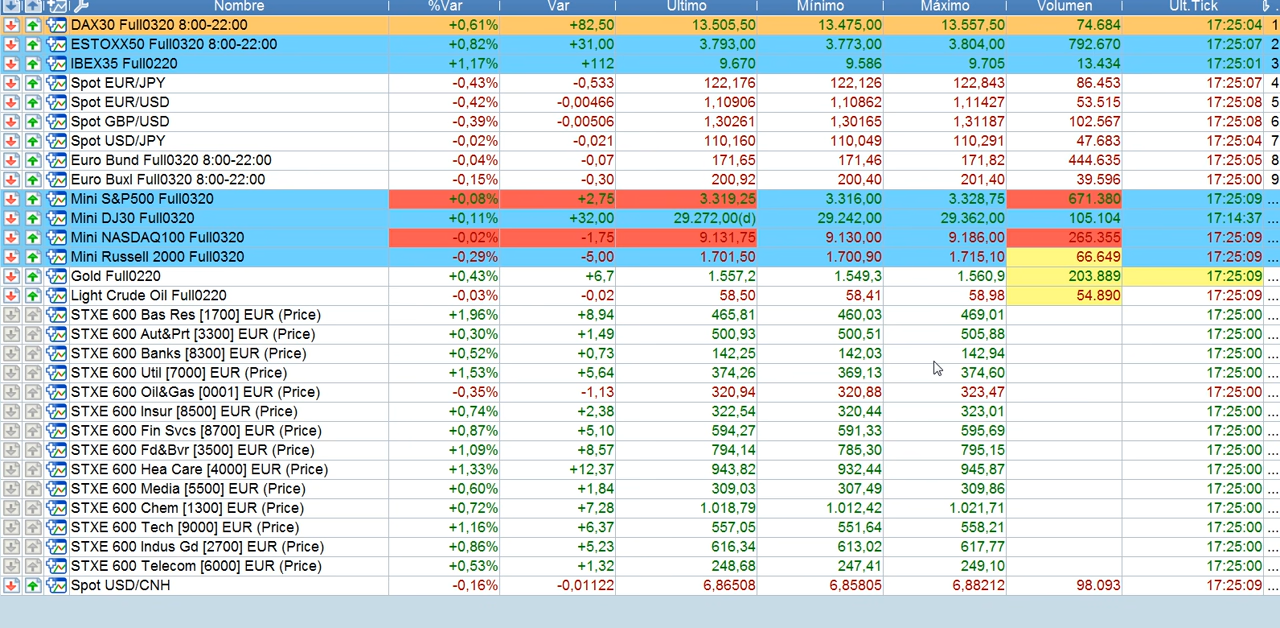 Nombre %Var Var Último Mínimo Máximo Volumen Últ.Tick
DAX30 Full0320 8:00-22:00 +0,61% +82,50 13.505,50 13.475,00 13.557,50 74.684 17:25:04 1
ESTOXX50 Full0320 8:00-22:00 +0,82% +31,00 3.793,00 3.773,00 3.804,00 792.670 17:25:07 2
IBEX35 Full0220 +1,17% +112 9.670 9.586 9.705 13.434 17:25:01 3
Spot EUR/JPY -0,43% -0,533 122,176 122,126 122,843 86.453 17:25:07 4
Spot EUR/USD -0,42% -0,00466 1,10906 1,10862 1,11427 53.515 17:25:08 5
Spot GBP/USD -0,39% -0,00506 1,30261 1,30165 1,31187 102.567 17:25:08 6
Spot USD/JPY -0,02% -0,021 110,160 110,049 110,291 47.683 17:25:04 7
Euro Bund Full0320 8:00-22:00 -0,04% -0,07 171,65 171,46 171,82 444.635 17:25:05 8
Euro Buxl Full0320 8:00-22:00 -0,15% -0,30 200,92 200,40 201,40 39.596 17:25:00 9
Mini S&P500 Full0320 +0,08% +2,75 3.319,25 3.316,00 3.328,75 671.380 17:25:09 ...
Mini DJ30 Full0320 +0,11% +32,00 29.272,00(d) 29.242,00 29.362,00 105.104 17:14:37 ...
Mini NASDAQ100 Full0320 -0,02% -1,75 9.131,75 9.130,00 9.186,00 265.355 17:25:09 ...
Mini Russell 2000 Full0320 -0,29% -5,00 1.701,50 1.700,90 1.715,10 66.649 17:25:09 ...
Gold Full0220 +0,43% +6,7 1.557,2 1.549,3 1.560,9 203.889 17:25:09 ...
Light Crude Oil Full0220 -0,03% -0,02 58,50 58,41 58,98 54.890 17:25:09 ...
STXE 600 Bas Res [1700] EUR (Price) +1,96% +8,94 465,81 460,03 469,01 17:25:00 ...
STXE 600 Aut&Prt [3300] EUR (Price) +0,30% +1,49 500,93 500,51 505,88 17:25:00 ...
STXE 600 Banks [8300] EUR (Price) +0,52% +0,73 142,25 142,03 142,94 17:25:00 ...
STXE 600 Util [7000] EUR (Price) +1,53% +5,64 374,26 369,13 374,60 17:25:00 ...
STXE 600 Oil&Gas [0001] EUR (Price) -0,35% -1,13 320,94 320,88 323,47 17:25:00 ...
STXE 600 Insur [8500] EUR (Price) +0,74% +2,38 322,54 320,44 323,01 17:25:00 ...
STXE 600 Fin Svcs [8700] EUR (Price) +0,87% +5,10 594,27 591,33 595,69 17:25:00 ...
STXE 600 Fd&Bvr [3500] EUR (Price) +1,09% +8,57 794,14 785,30 795,15 17:25:00 ...
STXE 600 Hea Care [4000] EUR (Price) +1,33% +12,37 943,82 932,44 945,87 17:25:00 ...
STXE 600 Media [5500] EUR (Price) +0,60% +1,84 309,03 307,49 309,86 17:25:00 ...
STXE 600 Chem [1300] EUR (Price) +0,72% +7,28 1.018,79 1.012,42 1.021,71 17:25:00 ...
STXE 600 Tech [9000] EUR (Price) +1,16% +6,37 557,05 551,64 558,21 17:25:00 ...
STXE 600 Indus Gd [2700] EUR (Price) +0,86% +5,23 616,34 613,02 617,77 17:25:00 ...
STXE 600 Telecom [6000] EUR (Price) +0,53% +1,32 248,68 247,41 249,10 17:25:00 ...
Spot USD/CNH -0,16% -0,01122 6,86508 6,85805 6,88212 98.093 17:25:09 ...